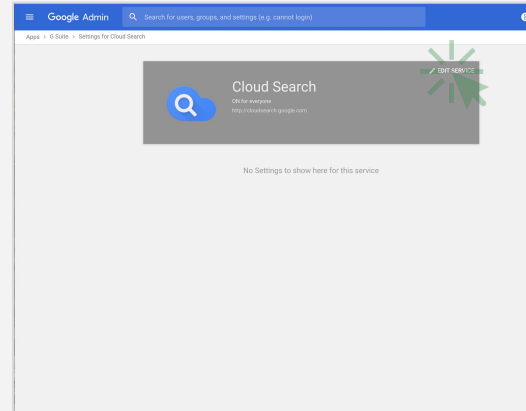 Google Admin
Search for users, groups, and settings (e.g. cannot login)
Apps > G Suite > Settings for Cloud Search
EDIT SERVICE
Cloud Search
ON for everyone
http://cloudsearch.google.com
No Settings to show here for this service